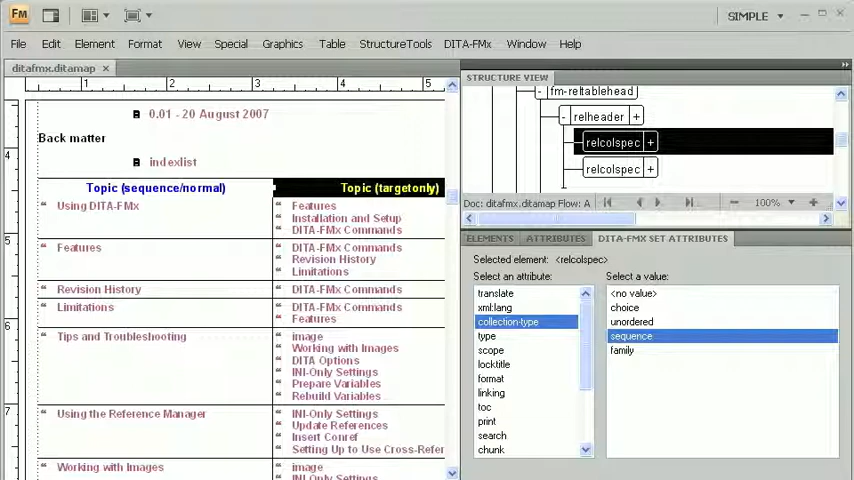 Fm
SIMPLE
File Edit Element Format View Special Graphics Table StructureTools DITA-FMx Window Help
ditafmx.ditamap ×
1 2 3 4 5
0.01 - 20 August 2007
Back matter
indexlist
Topic (sequence/normal) Topic (targetonly)
Using DITA-FMx
Features
Installation and Setup
DITA-FMx Commands
Features
DITA-FMx Commands
Revision History
Limitations
Revision History
DITA-FMx Commands
Limitations
DITA-FMx Commands
Features
Tips and Troubleshooting
image
Working with Images
DITA Options
INI-Only Settings
Prepare Variables
Rebuild Variables
Using the Reference Manager
INI-Only Settings
Update References
Insert Conref
Setting Up to Use Cross-Refer
Working with Images
image
INI-Only Settings
4
5
6
7
STRUCTURE VIEW
fm-reltablehead
relheader
relcolspec
relcolspec
Doc: ditafmx.ditamap Flow: A
100%
ELEMENTS ATTRIBUTES DITA-FMX SET ATTRIBUTES
Selected element: <relcolspec>
Select an attribute: Select a value:
translate
xml:lang
collection-type
type
scope
locktitle
format
linking
toc
print
search
chunk
<no value>
choice
unordered
sequence
family